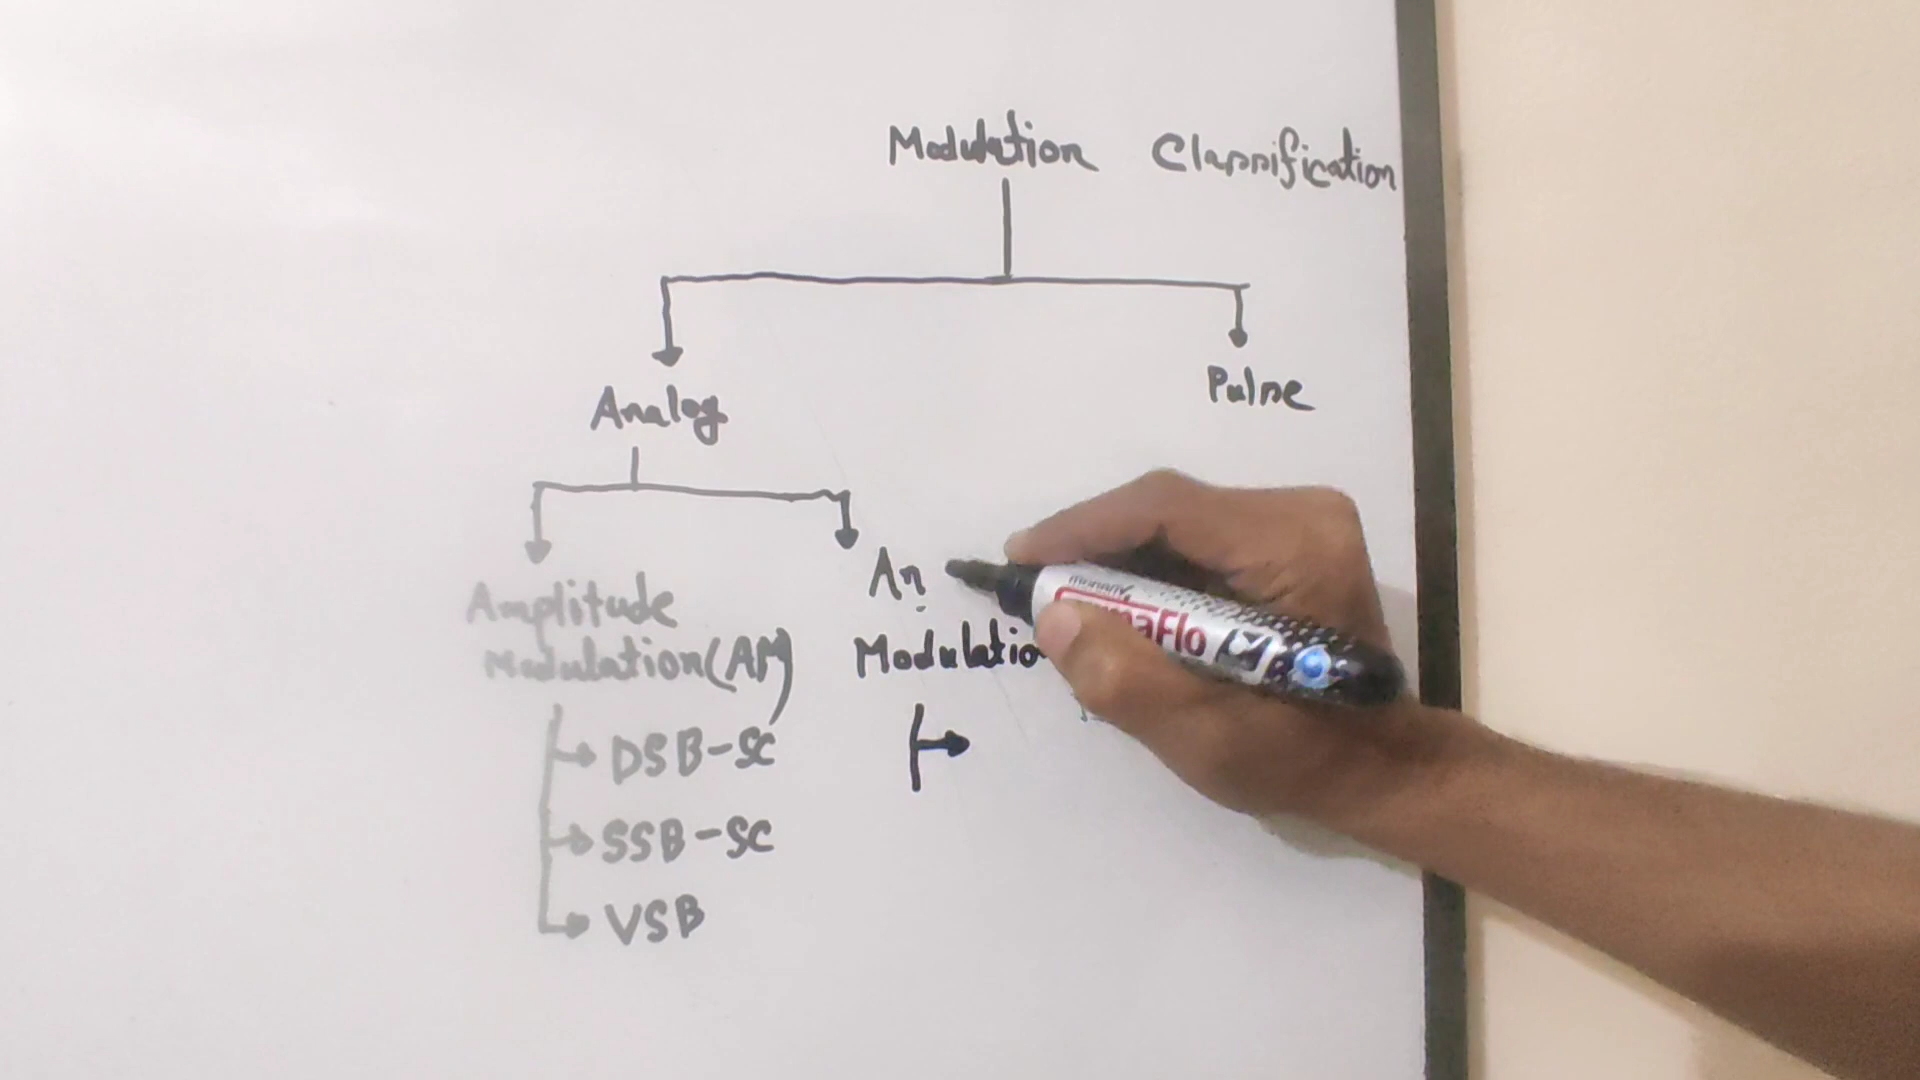 Modulation Classification
Analog
Pulse
Amplitude
Modulation(AM)
DSB-SC
SSB-SC
VSB
An
Modulatio